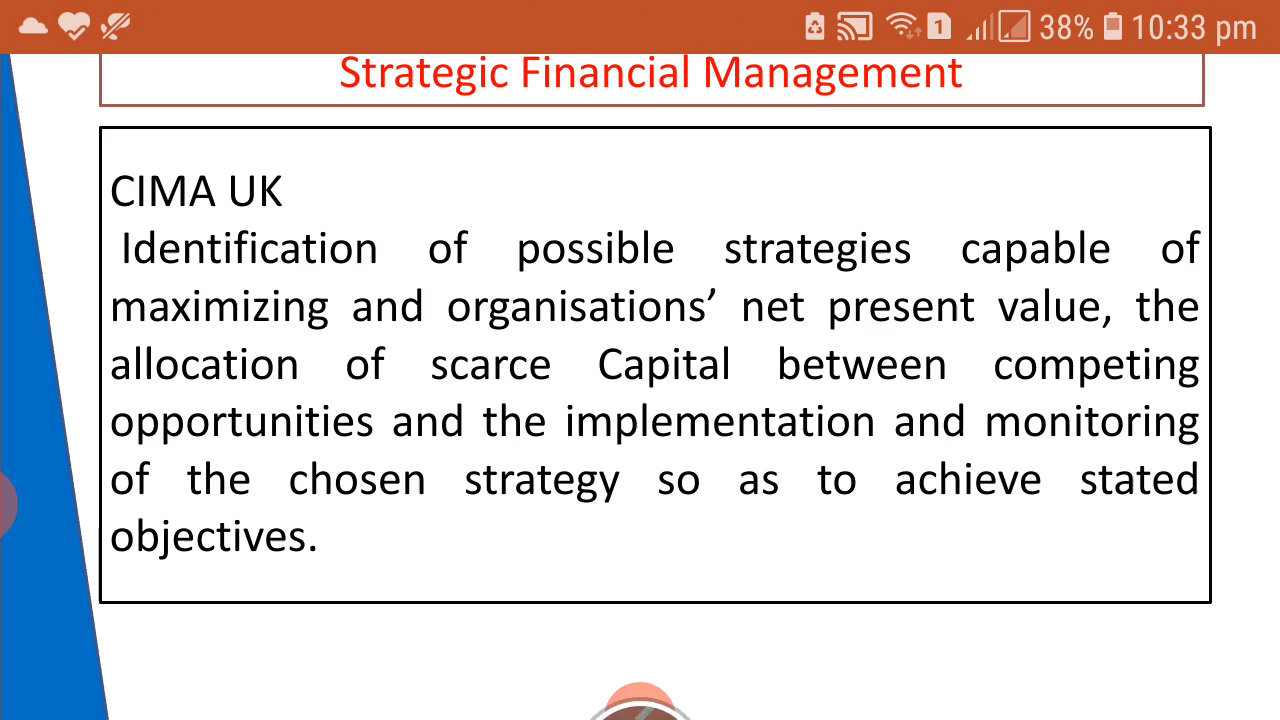 1 38% 10:33 pm
Strategic Financial Management
CIMA UK
Identification of possible strategies capable of
maximizing and organisations’ net present value, the
allocation of scarce Capital between competing
opportunities and the implementation and monitoring
of the chosen strategy so as to achieve stated
objectives.